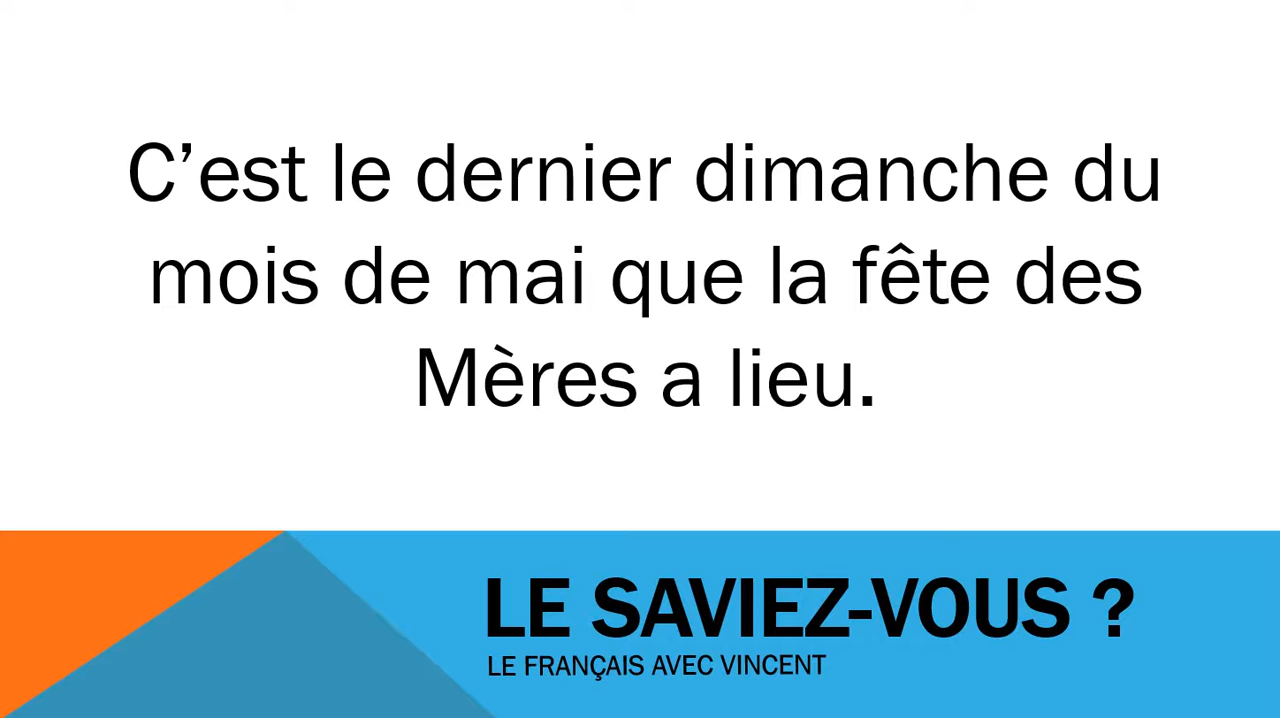 C’est le dernier dimanche du
mois de mai que la fête des
Mères a lieu.
LE SAVIEZ-VOUS ?
LE FRANÇAIS AVEC VINCENT